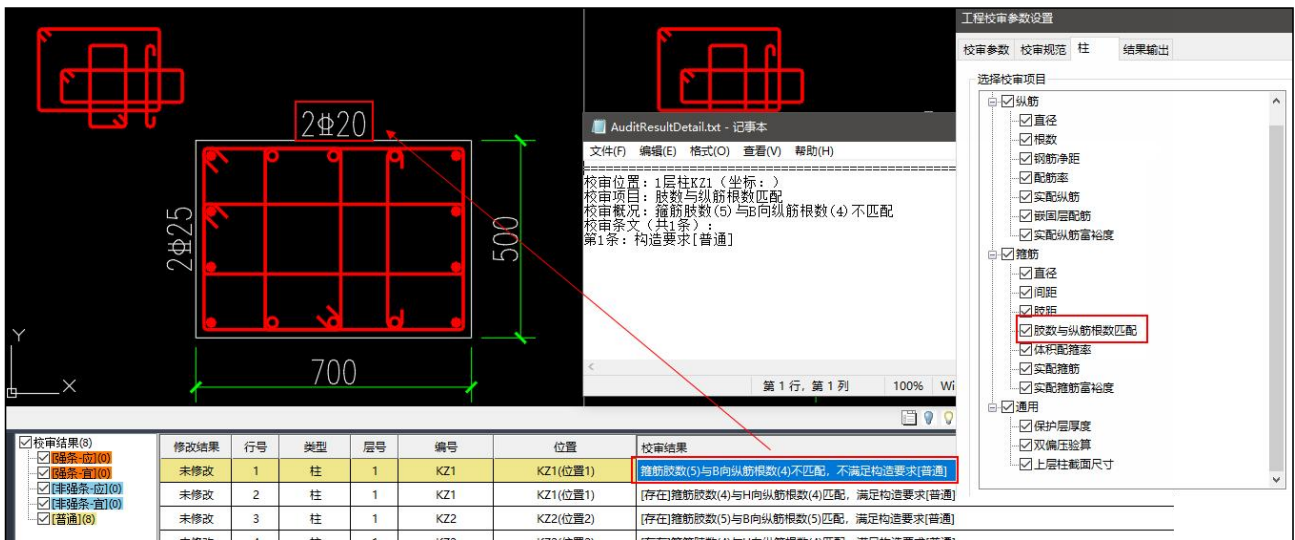 工程校审参数设置
校审参数 校审规范 柱 结果输出
选择校审项目
纵筋
直径
根数
钢筋净距
配筋率
实配纵筋
嵌固层配筋
实配纵筋富裕度
箍筋
直径
间距
肢距
肢数与纵筋根数匹配
体积配箍率
实配箍筋
实配箍筋富裕度
通用
保护层厚度
双偏压验算
上层柱截面尺寸
2Φ20
2Φ25
500
700
Y
X
AuditResultDetail.txt - 记事本
文件(F) 编辑(E) 格式(O) 查看(V) 帮助(H)
校审位置：1层柱KZ1（坐标：）
校审项目：肢数与纵筋根数匹配
校审概况：箍筋肢数(5)与B向纵筋根数(4)不匹配
校审条文（共1条）：
第1条：构造要求[普通]
第 1 行，第 1 列 100% Wi
校审结果(8)
[强条-应](0)
[强条-宜](0)
[非强条-应](0)
[非强条-宜](0)
[普通](8)
修改结果 行号 类型 层号 编号 位置 校审结果
未修改 1 柱 1 KZ1 KZ1(位置1) 箍筋肢数(5)与B向纵筋根数(4)不匹配，不满足构造要求[普通]
未修改 2 柱 1 KZ1 KZ1(位置1) [存在]箍筋肢数(4)与H向纵筋根数(4)匹配，满足构造要求[普通]
未修改 3 柱 1 KZ2 KZ2(位置2) [存在]箍筋肢数(5)与B向纵筋根数(5)匹配，满足构造要求[普通]